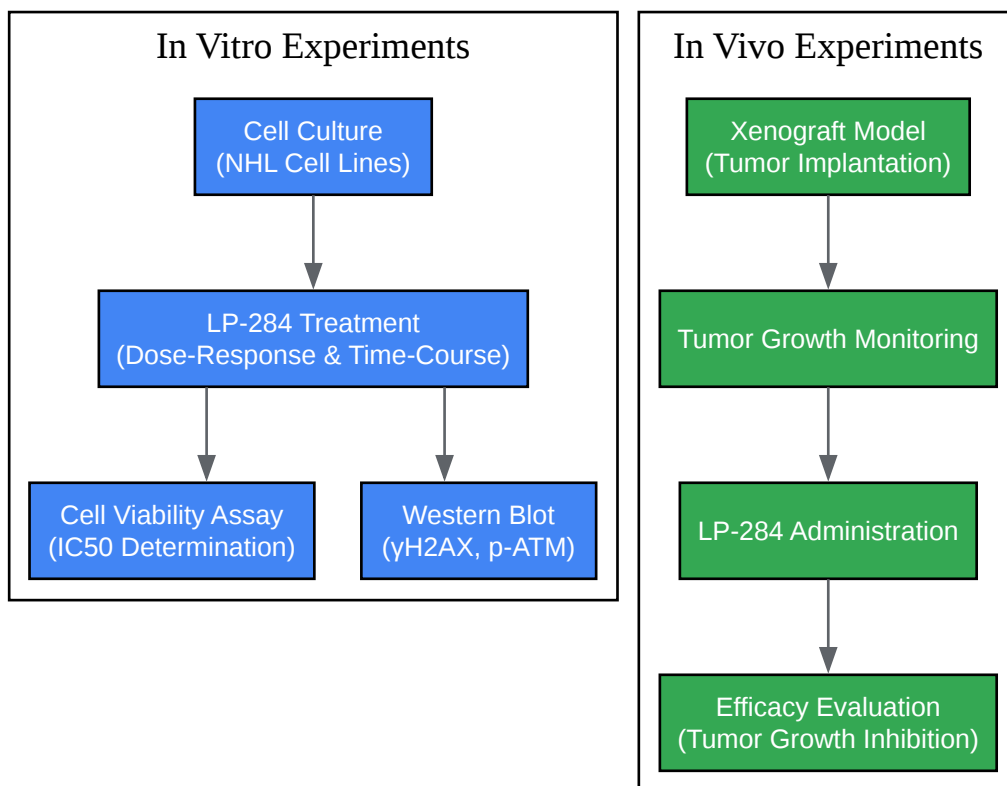 In Vitro Experiments
Cell Culture
(NHL Cell Lines)
LP-284 Treatment
(Dose-Response & Time-Course)
Cell Viability Assay
(IC50 Determination)
Western Blot
(γH2AX, p-ATM)
In Vivo Experiments
Xenograft Model
(Tumor Implantation)
Tumor Growth Monitoring
LP-284 Administration
Efficacy Evaluation
(Tumor Growth Inhibition)